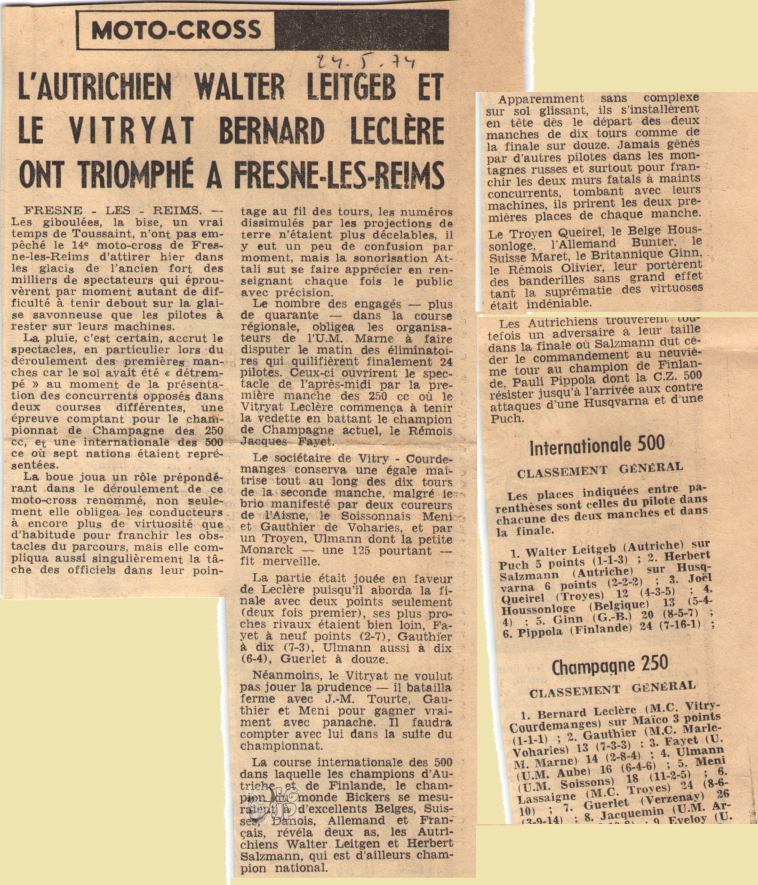 MOTO-CROSS
24.5.74
L'AUTRICHIEN WALTER LEITGEB ET
LE VITRYAT BERNARD LECLÈRE
ONT TRIOMPHÉ A FRESNE-LES-REIMS
FRESNE - LES - REIMS. —
Les giboulées, la bise, un vrai
temps de Toussaint, n'ont pas em-
pêché le 14e moto-cross de Fres-
ne-les-Reims d'attirer hier dans
les glacis de l'ancien fort des
milliers de spectateurs qui éprou-
vèrent par moment autant de dif-
ficulté à tenir debout sur la glai-
se savonneuse que les pilotes à
rester sur leurs machines.
La pluie, c'est certain, accrut le
spectacles, en particulier lors du
déroulement des premières man-
ches car le sol avait été « détrem-
pé » au moment de la présenta-
tion des concurrents opposés dans
deux courses différentes, une
épreuve comptant pour le cham-
pionnat de Champagne des 250
cc, et une internationale des 500
cc où sept nations étaient repré-
sentées.
La boue joua un rôle prépondé-
rant dans le déroulement de ce
moto-cross renommé, non seule-
ment elle obligea les conducteurs
à encore plus de virtuosité que
d'habitude pour franchir les obs-
tacles du parcours, mais elle com-
pliqua aussi singulièrement la tâ-
che des officiels dans leur poin-
tage au fil des tours, les numéros
dissimulés par les projections de
terre n'étaient plus décelables, il
y eut un peu de confusion par
moment, mais la sonorisation At-
tali sut se faire apprécier en ren-
seignant chaque fois le public
avec précision.
Le nombre des engagés — plus
de quarante — dans la course
régionale, obligea les organisa-
teurs de l'U.M. Marne à faire
disputer le matin des éliminatoi-
res qui quilifièrent finalement 24
pilotes. Ceux-ci ouvrirent le spec-
tacle de l'après-midi par la pre-
mière manche des 250 cc où le
Vitryat Leclère commença à tenir
la vedette en battant le champion
de Champagne actuel, le Rémois
Jacques Fayet.
Le sociétaire de Vitry - Courde-
manges conserva une égale maî-
trise tout au long des dix tours
de la seconde manche, malgré le
brio manifesté par deux coureurs
de l'Aisne, le Soissonnais Meni
et Gauthier de Voharies, et par
un Troyen, Ulmann dont la petite
Monarck — une 125 pourtant —
fit merveille.
La partie était jouée en faveur
de Leclère puisqu'il aborda la fi-
nale avec deux points seulement
(deux fois premier), ses plus pro-
ches rivaux étaient bien loin, Fa-
yet à neuf points (2-7), Gauthier
à dix (7-3), Ulmann aussi à dix
(6-4), Guerlet à douze.
Néanmoins, le Vitryat ne voulut
pas jouer la prudence — il batailla
ferme avec J.-M. Tourte, Gau-
thier et Meni pour gagner vrai-
ment avec panache. Il faudra
compter avec lui dans la suite du
championnat.
La course internationale des 500
dans laquelle les champions d'Au-
triche et de Finlande, le cham-
pion du monde Bickers se mesu-
raient d'excellents Belges, Suis-
ses, Danois, Allemand et Fran-
çais, révéla deux as, les Autri-
chiens Walter Leitgen et Herbert
Salzmann, qui est d'ailleurs cham-
pion national.
Apparemment sans complexe
sur sol glissant, ils s'installèrent
en tête dès le départ des deux
manches de dix tours comme de
la finale sur douze. Jamais gênés
par d'autres pilotes dans les mon-
tagnes russes et surtout pour fran-
chir les deux murs fatals à maints
concurrents, tombant avec leurs
machines, ils prirent les deux pre-
mières places de chaque manche.
Le Troyen Queirel, le Belge Hous-
sonloge, l'Allemand Bunter, le
Suisse Maret, le Britannique Ginn,
le Rémois Olivier, leur portèrent
des banderilles sans grand effet
tant la suprématie des virtuoses
était indéniable.
Les Autrichiens trouvèrent tou-
tefois un adversaire à leur taille
dans la finale où Salzmann dut cé-
der le commandement au neuviè-
me tour au champion de Finlan-
de, Pauli Pippola dont la C.Z. 500
résister jusqu'à l'arrivée aux contre
attaques d'une Husqvarna et d'une
Puch.
Internationale 500
CLASSEMENT GÉNÉRAL
Les places indiquées entre pa-
renthèses sont celles du pilote dans
chacune des deux manches et dans
la finale.
1. Walter Leitgeb (Autriche) sur
Puch 5 points (1-1-3) ; 2. Herbert
Salzmann (Autriche) sur Husq-
varna 6 points (2-2-2) ; 3. Joël
Queirel (Troyes) 12 (4-3-5) ; 4.
Houssonloge (Belgique) 13 (5-4-
4) ; 5. Ginn (G.-B.) 20 (8-5-7) ;
6. Pippola (Finlande) 24 (7-16-1) ;
Champagne 250
CLASSEMENT GÉNÉRAL
1. Bernard Leclère (M.C. Vitry-
Courdemanges) sur Maïco 3 points
(1-1-1) ; 2. Gauthier (M.C. Marle-
Voharies) 13 (7-3-3) ; 3. Fayet (U.
M. Marne) 14 (2-8-4) ; 4. Ulmann
(U.M. Aube) 16 (6-4-6) ; 5. Meni
(U.M. Soissons) 18 (11-2-5) ; 6.
Lassaigne (M.C. Troyes) 24 (8-6-
10) ; 7. Guerlet (Verzenay) 26
(3-9-14) ; 8. Jacquemin (U.M. Ar-
9. Eveloy (U.